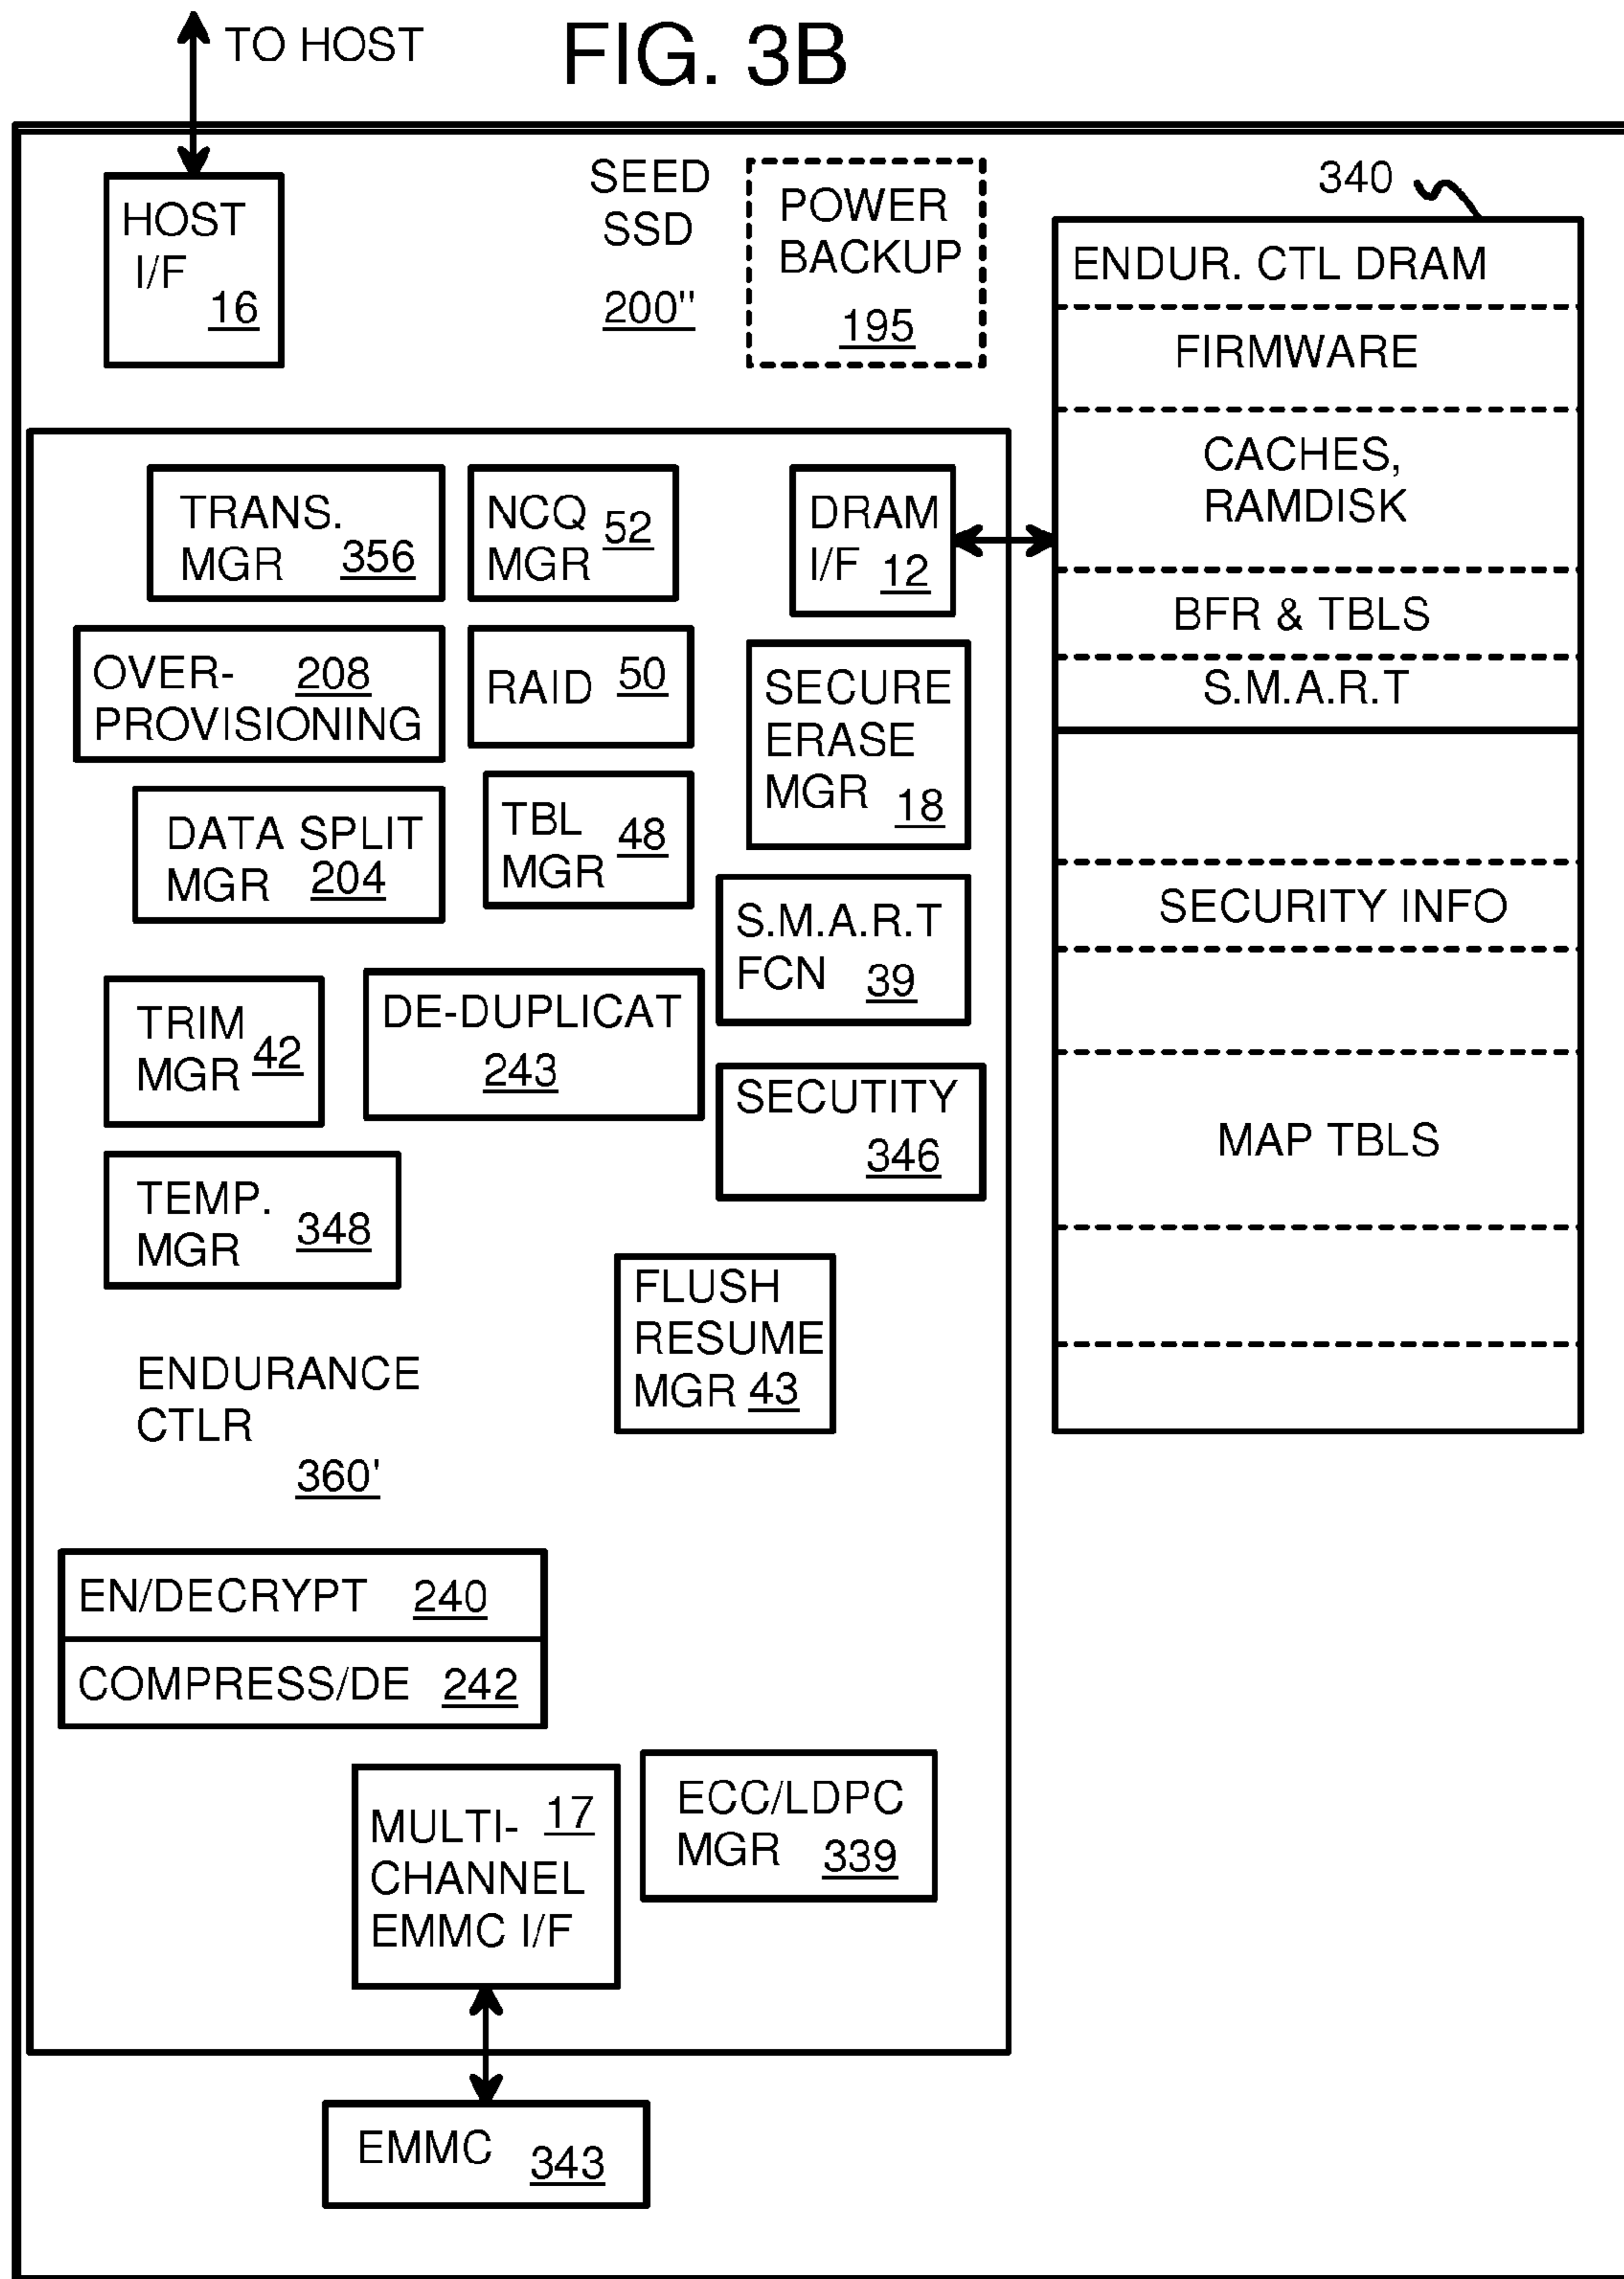 TO HOST
FIG. 3B
HOST
I/F
16
SEED
SSD
200"
POWER
BACKUP
195
340
ENDUR. CTL DRAM
FIRMWARE
CACHES,
RAMDISK
BFR & TBLS
S.M.A.R.T
SECURITY INFO
MAP TBLS
TRANS.
MGR 356
NCQ 52
MGR
DRAM
I/F 12
OVER- 208
PROVISIONING
RAID 50
SECURE
ERASE
MGR 18
DATA SPLIT
MGR 204
TBL 48
MGR
S.M.A.R.T
FCN 39
TRIM
MGR 42
DE-DUPLICAT
243
SECUTITY
346
TEMP.
MGR 348
FLUSH
RESUME
MGR 43
ENDURANCE
CTLR
360'
EN/DECRYPT 240
COMPRESS/DE 242
MULTI- 17
CHANNEL
EMMC I/F
ECC/LDPC
MGR 339
EMMC 343